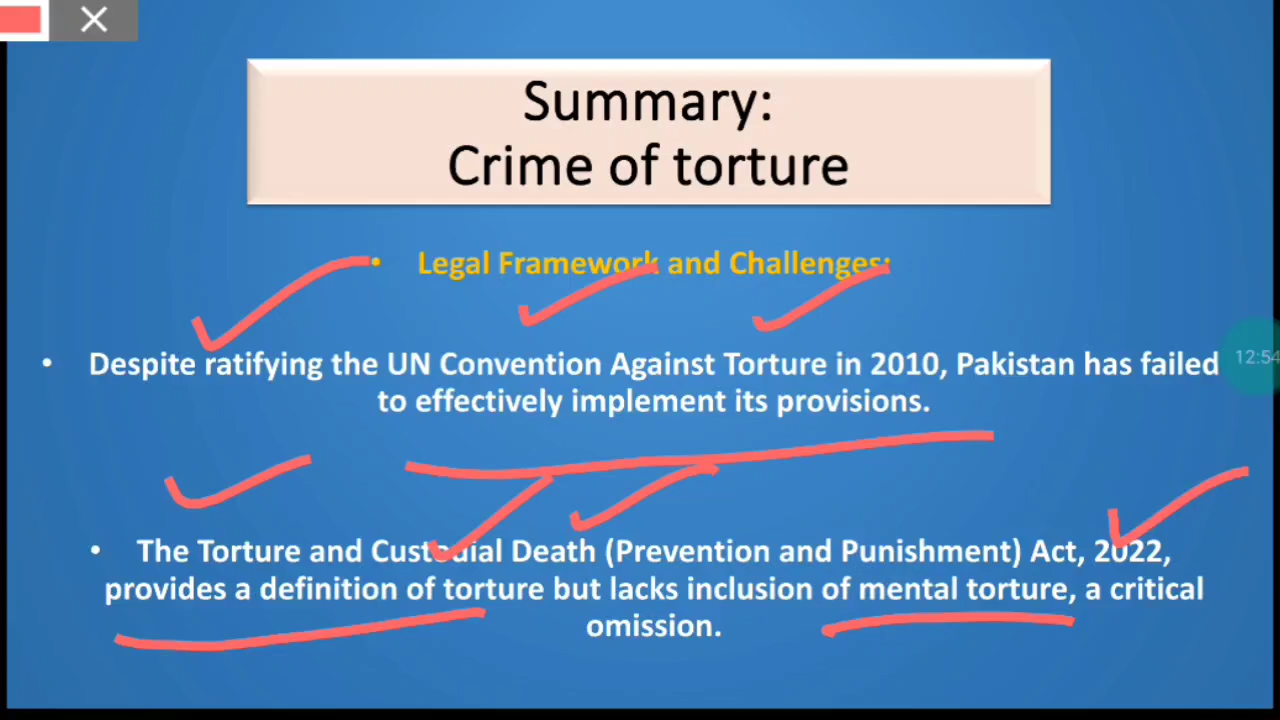 Summary:
Crime of torture
• Legal Framework and Challenges:
• Despite ratifying the UN Convention Against Torture in 2010, Pakistan has failed
to effectively implement its provisions.
12:54
• The Torture and Custodial Death (Prevention and Punishment) Act, 2022,
provides a definition of torture but lacks inclusion of mental torture, a critical
omission.